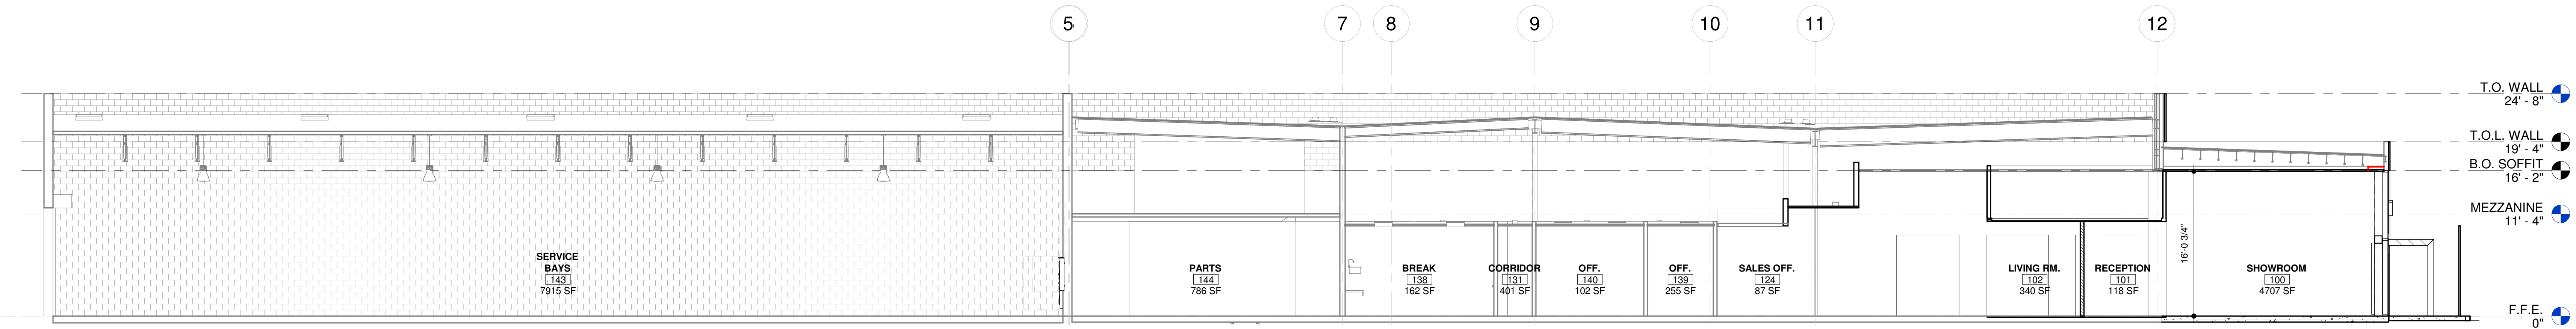 5
7
8
9
10
11
12
T.O. WALL
24' - 8"
T.O.L. WALL
19' - 4"
B.O. SOFFIT
16' - 2"
MEZZANINE
11' - 4"
F.F.E.
0"
SERVICE
BAYS
143
7915 SF
PARTS
144
786 SF
BREAK
138
162 SF
CORRIDOR
131
401 SF
OFF.
140
102 SF
OFF.
139
255 SF
SALES OFF.
124
87 SF
LIVING RM.
102
340 SF
RECEPTION
101
118 SF
16'-0 3/4"
SHOWROOM
100
4707 SF